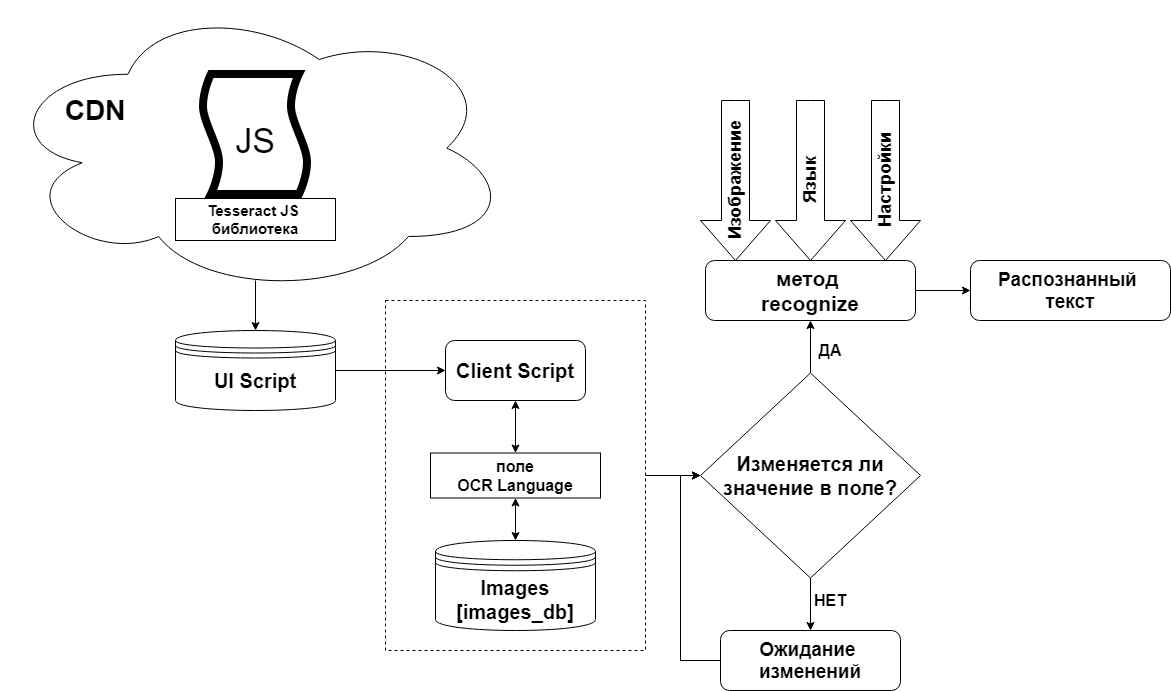 CDN
JS
Tesseract JS
библиотека
UI Script
Client Script
поле
OCR Language
Images
[images_db]
Изображение
Язык
Настройки
метод
recognize
Распознанный
текст
ДА
Изменяется ли
значение в поле?
НЕТ
Ожидание
изменений